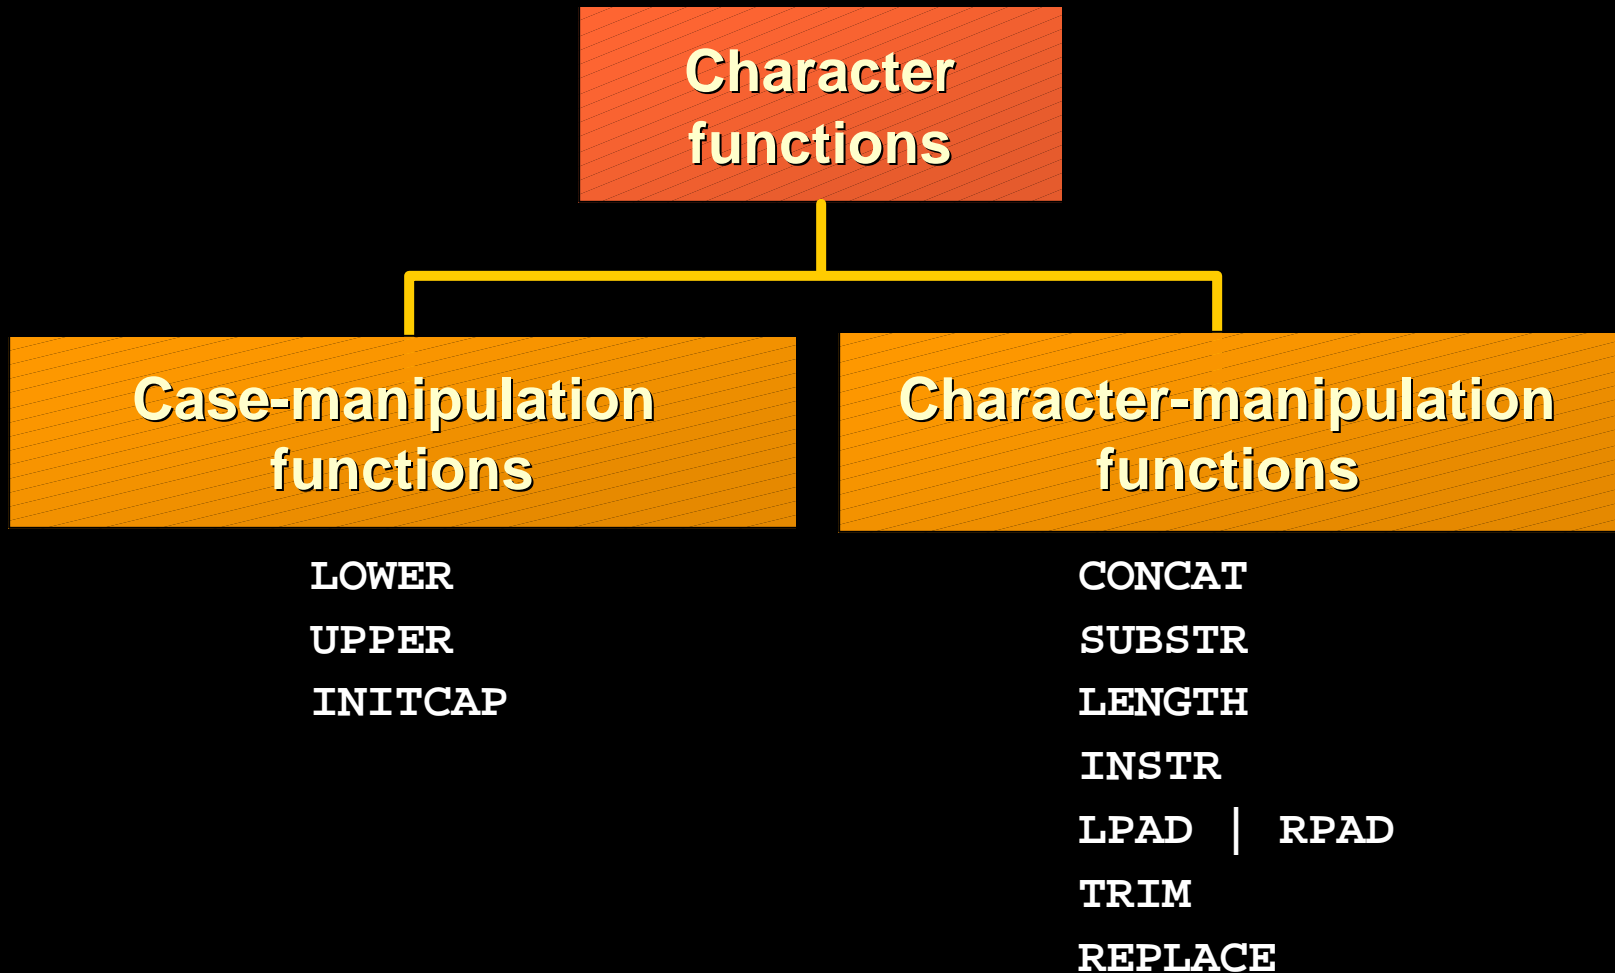 Character
functions
Case-manipulation
functions
LOWER
UPPER
INITCAP
Character-manipulation
functions
CONCAT
SUBSTR
LENGTH
INSTR
LPAD | RPAD
TRIM
REPLACE